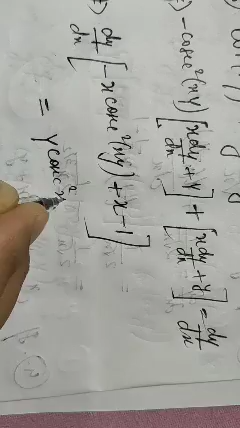 ⇒ -cosec²(xy) [x dy/dx + y] + [x dy/dx + y] = dy/dx
⇒ dy/dx [-x cosec²(xy) + x - 1]
= y cosec²